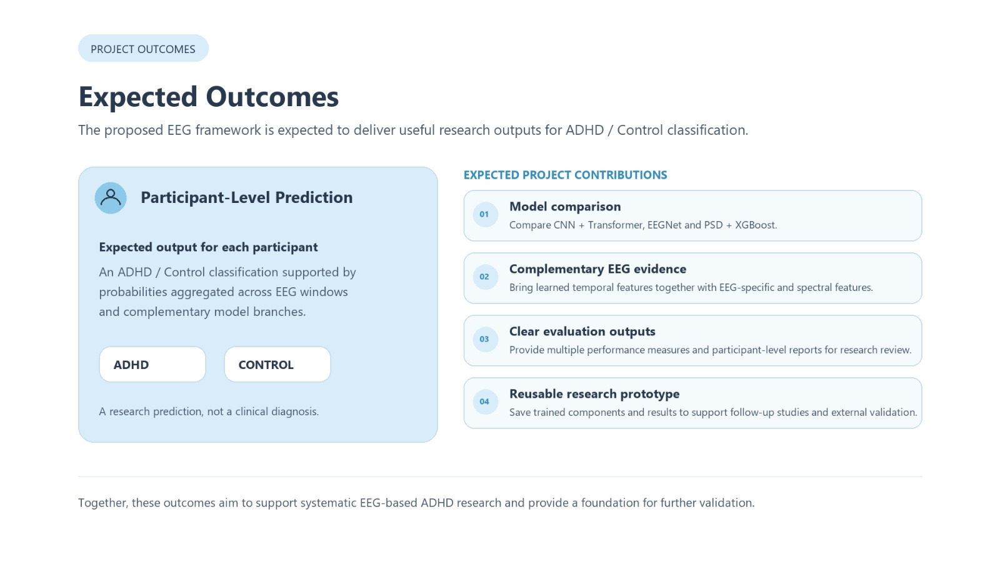 PROJECT OUTCOMES
Expected Outcomes
The proposed EEG framework is expected to deliver useful research outputs for ADHD / Control classification.
Participant-Level Prediction
Expected output for each participant
An ADHD / Control classification supported by
probabilities aggregated across EEG windows
and complementary model branches.
ADHD
CONTROL
A research prediction, not a clinical diagnosis.
EXPECTED PROJECT CONTRIBUTIONS
01
Model comparison
Compare CNN + Transformer, EEGNet and PSD + XGBoost.
02
Complementary EEG evidence
Bring learned temporal features together with EEG-specific and spectral features.
03
Clear evaluation outputs
Provide multiple performance measures and participant-level reports for research review.
04
Reusable research prototype
Save trained components and results to support follow-up studies and external validation.
Together, these outcomes aim to support systematic EEG-based ADHD research and provide a foundation for further validation.